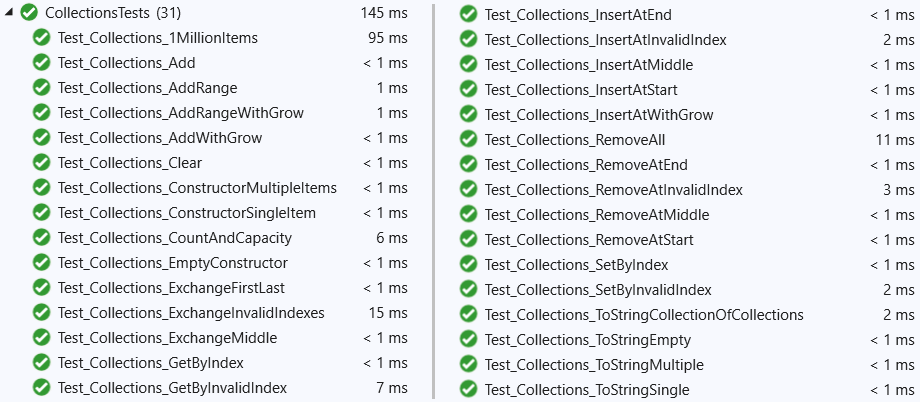 CollectionsTests (31) 145 ms
Test_Collections_1MillionItems 95 ms
Test_Collections_Add < 1 ms
Test_Collections_AddRange 1 ms
Test_Collections_AddRangeWithGrow 1 ms
Test_Collections_AddWithGrow < 1 ms
Test_Collections_Clear < 1 ms
Test_Collections_ConstructorMultipleItems < 1 ms
Test_Collections_ConstructorSingleItem < 1 ms
Test_Collections_CountAndCapacity 6 ms
Test_Collections_EmptyConstructor < 1 ms
Test_Collections_ExchangeFirstLast < 1 ms
Test_Collections_ExchangeInvalidIndexes 15 ms
Test_Collections_ExchangeMiddle < 1 ms
Test_Collections_GetByIndex < 1 ms
Test_Collections_GetByInvalidIndex 7 ms
Test_Collections_InsertAtEnd < 1 ms
Test_Collections_InsertAtInvalidIndex 2 ms
Test_Collections_InsertAtMiddle < 1 ms
Test_Collections_InsertAtStart < 1 ms
Test_Collections_InsertAtWithGrow < 1 ms
Test_Collections_RemoveAll 11 ms
Test_Collections_RemoveAtEnd < 1 ms
Test_Collections_RemoveAtInvalidIndex 3 ms
Test_Collections_RemoveAtMiddle < 1 ms
Test_Collections_RemoveAtStart < 1 ms
Test_Collections_SetByIndex < 1 ms
Test_Collections_SetByInvalidIndex 2 ms
Test_Collections_ToStringCollectionOfCollections 2 ms
Test_Collections_ToStringEmpty < 1 ms
Test_Collections_ToStringMultiple < 1 ms
Test_Collections_ToStringSingle < 1 ms